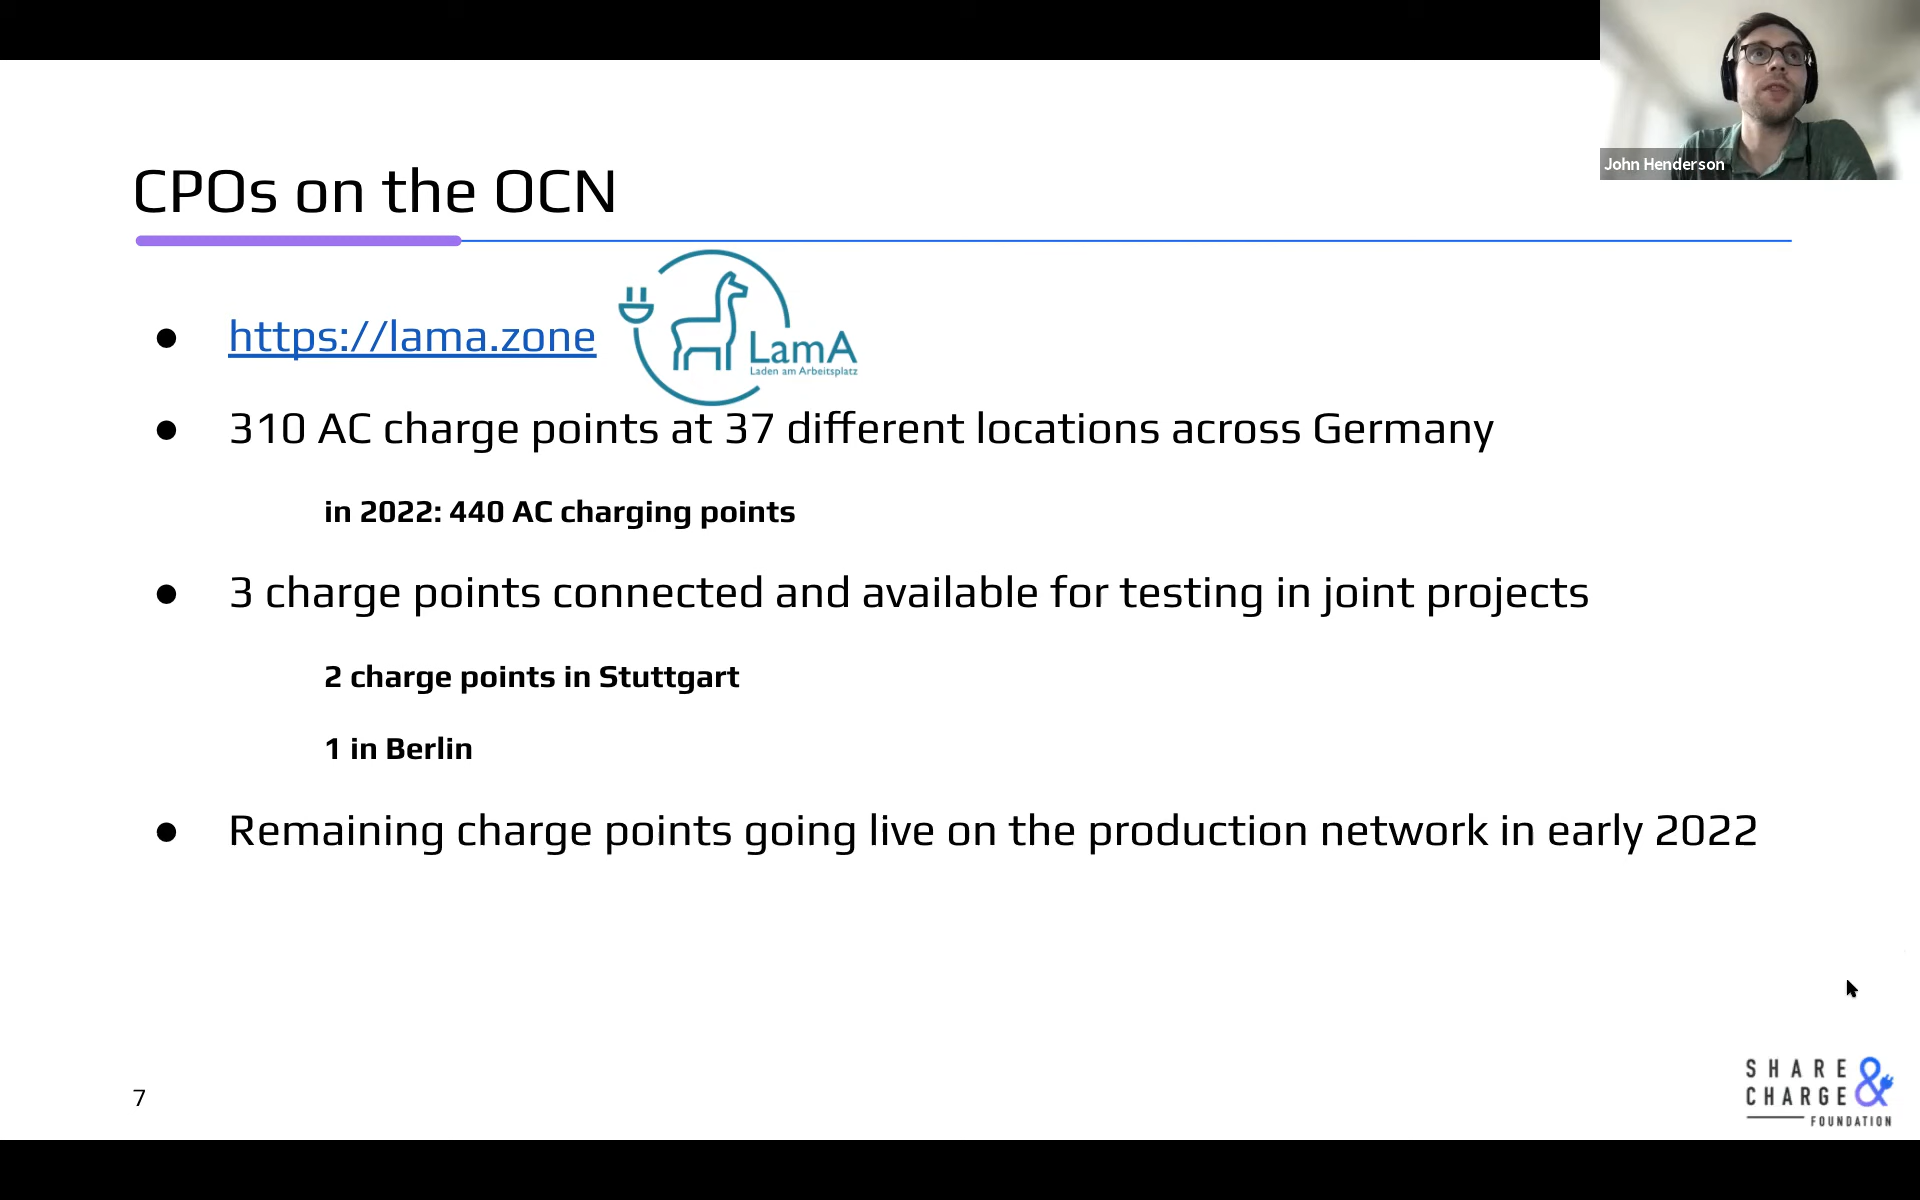 John Henderson
CPOs on the OCN
https://lama.zone
LamA
Laden am Arbeitsplatz
310 AC charge points at 37 different locations across Germany
in 2022: 440 AC charging points
3 charge points connected and available for testing in joint projects
2 charge points in Stuttgart
1 in Berlin
Remaining charge points going live on the production network in early 2022
7
SHARE &
CHARGE
FOUNDATION